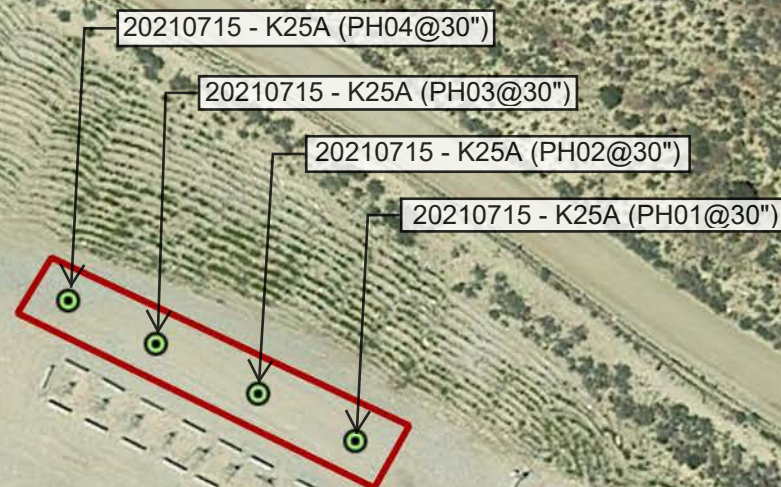 20210715 - K25A (PH04@30")
20210715 - K25A (PH03@30")
20210715 - K25A (PH02@30")
20210715 - K25A (PH01@30")